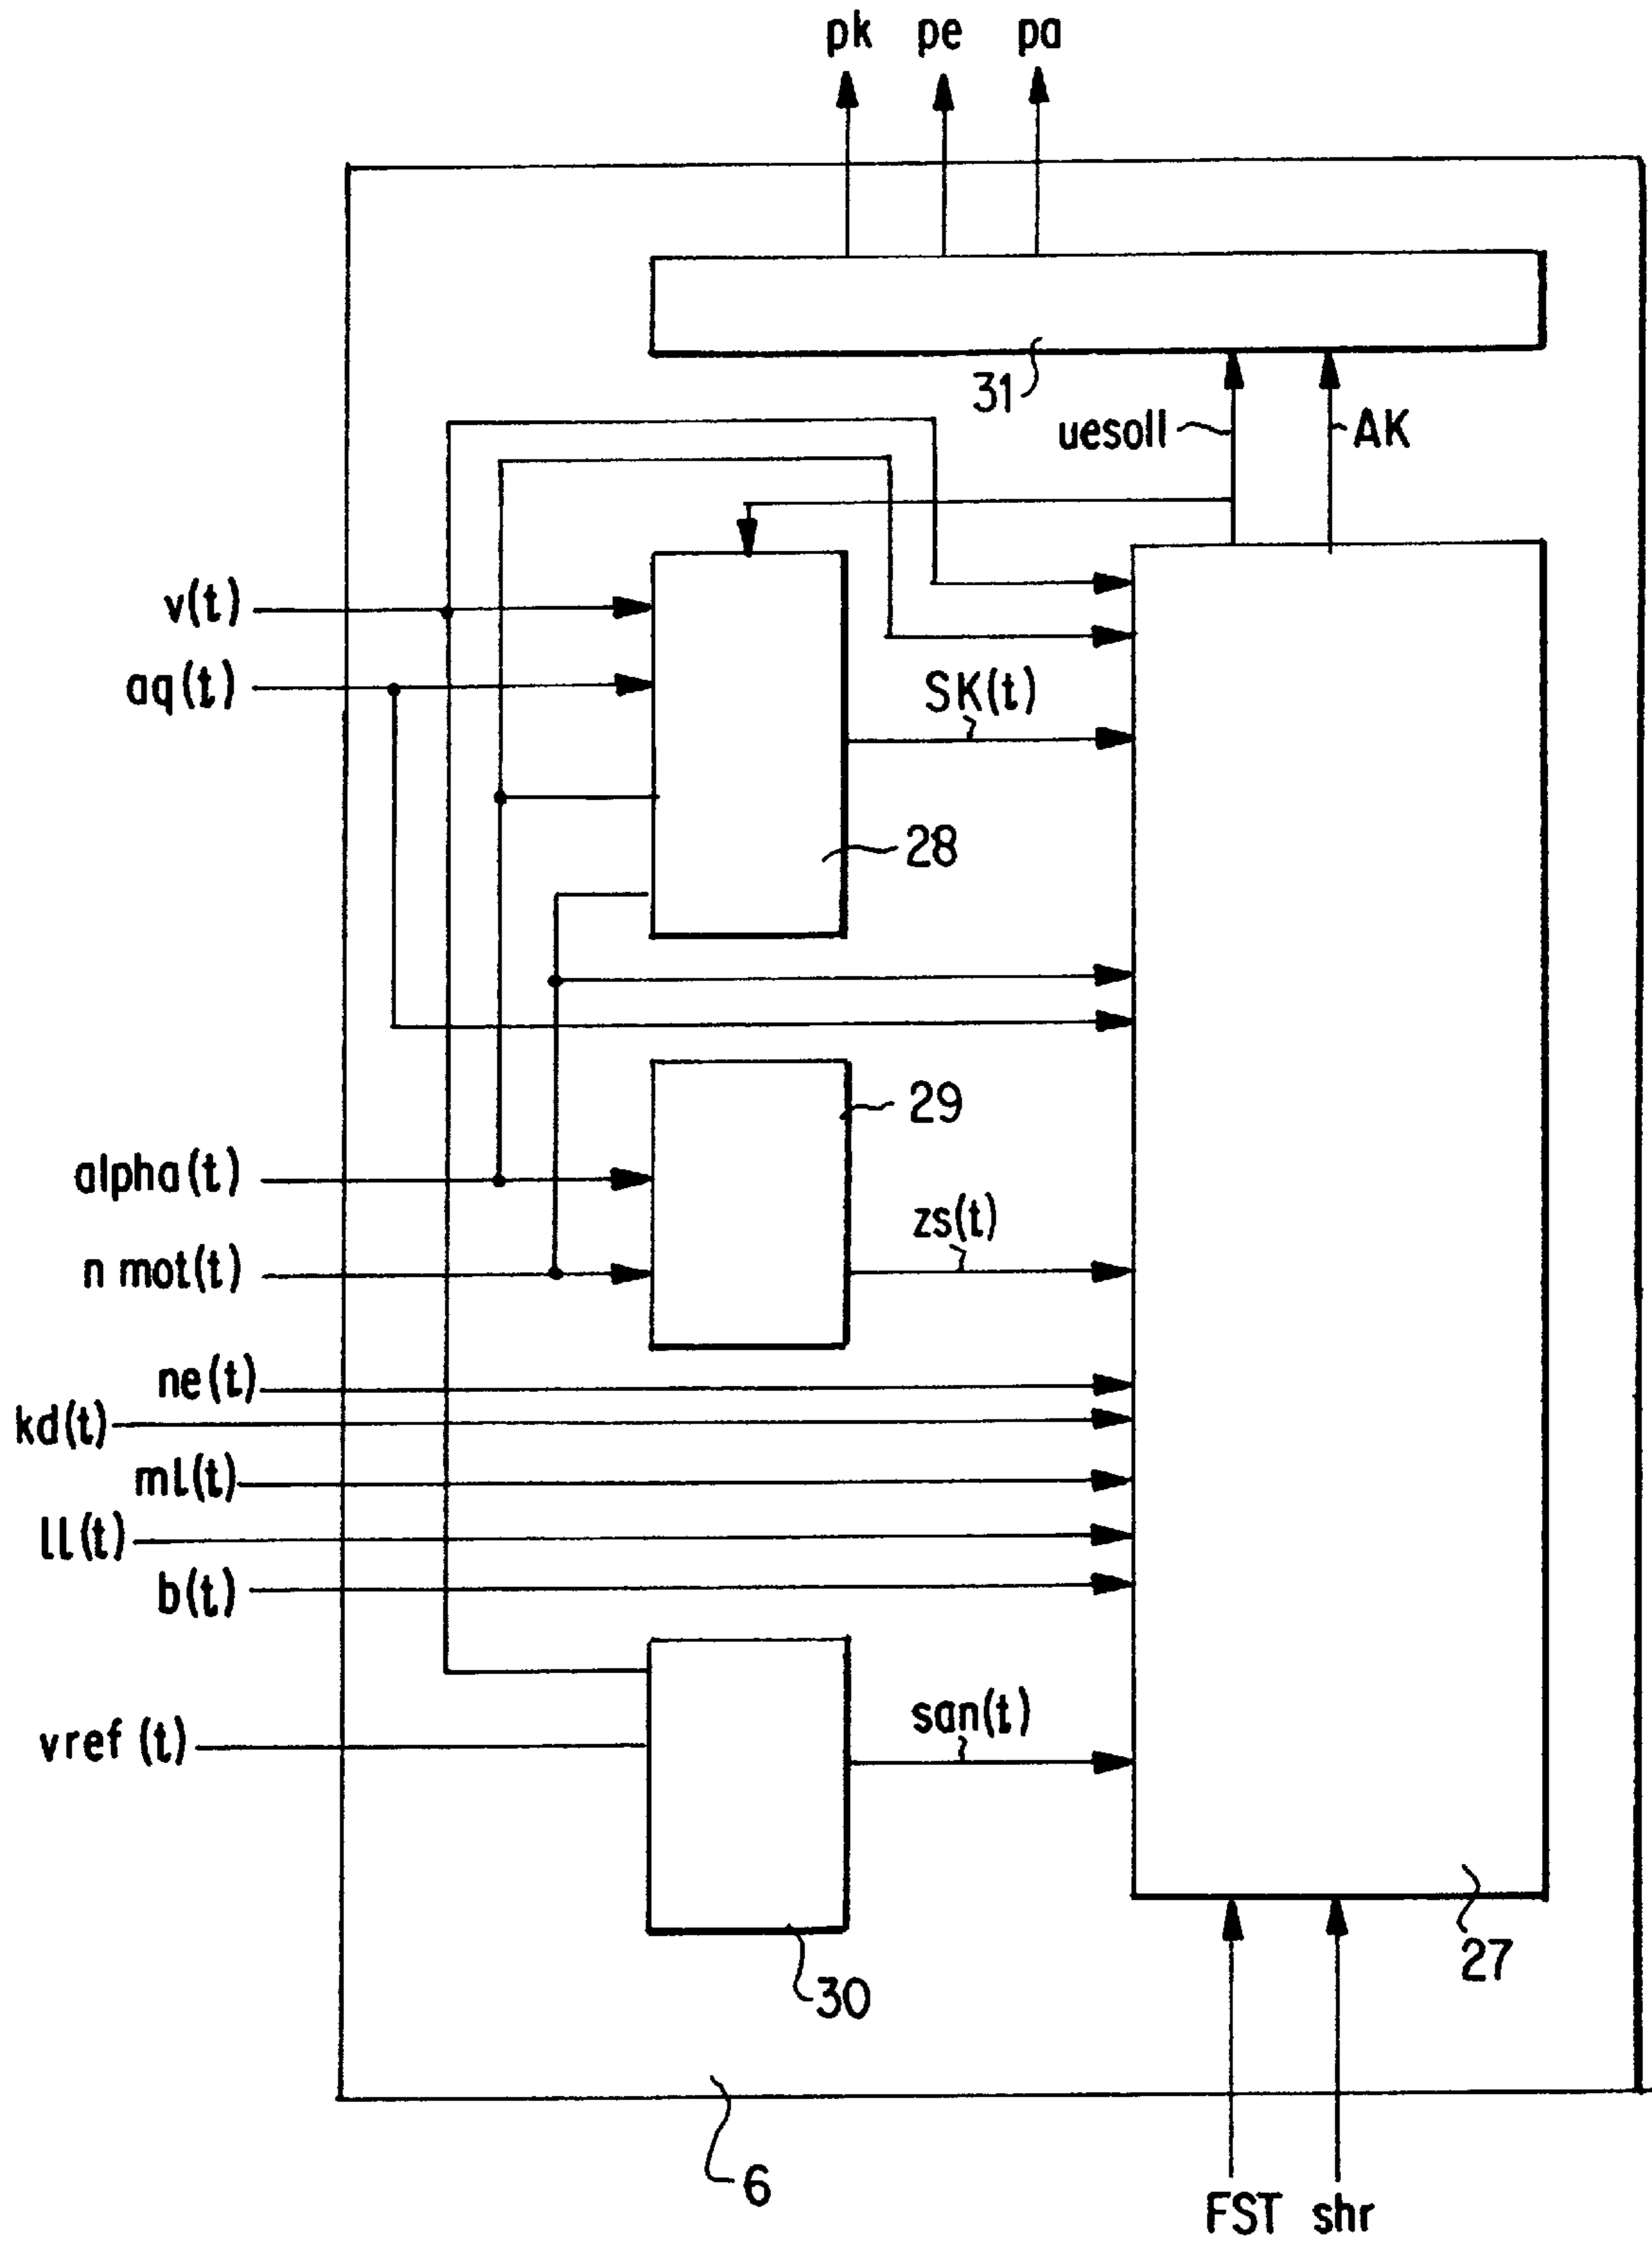 pk pe pa
31
uesoll AK
v(t)
aq(t)
SK(t)
28
29
alpha(t)
zs(t)
n mot(t)
ne(t)
kd(t)
ml(t)
ll(t)
b(t)
san(t)
vref (t)
27
30
6
FST shr